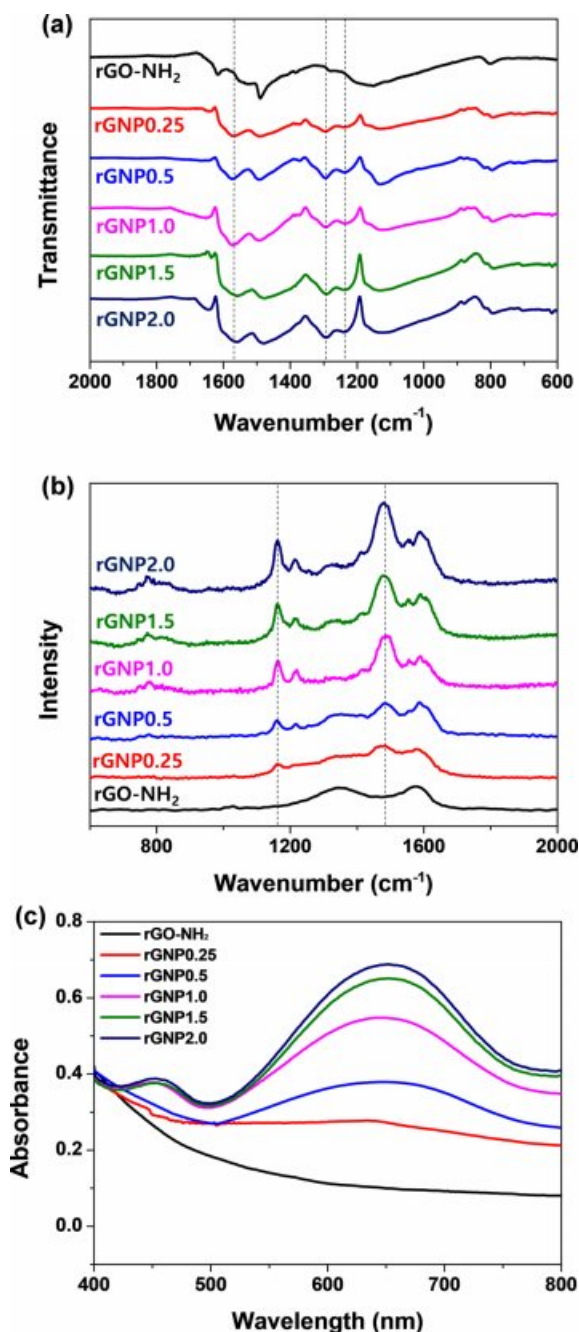 (a)
rGO-NH₂
rGNP0.25
rGNP0.5
rGNP1.0
rGNP1.5
rGNP2.0
Transmittance
2000 1800 1600 1400 1200 1000 800 600
Wavenumber (cm⁻¹)
(b)
rGNP2.0
rGNP1.5
rGNP1.0
rGNP0.5
rGNP0.25
rGO-NH₂
Intensity
800 1200 1600 2000
Wavenumber (cm⁻¹)
(c)
0.8
0.6
0.4
0.2
0.0
rGO-NH₂
rGNP0.25
rGNP0.5
rGNP1.0
rGNP1.5
rGNP2.0
Absorbance
400 500 600 700 800
Wavelength (nm)